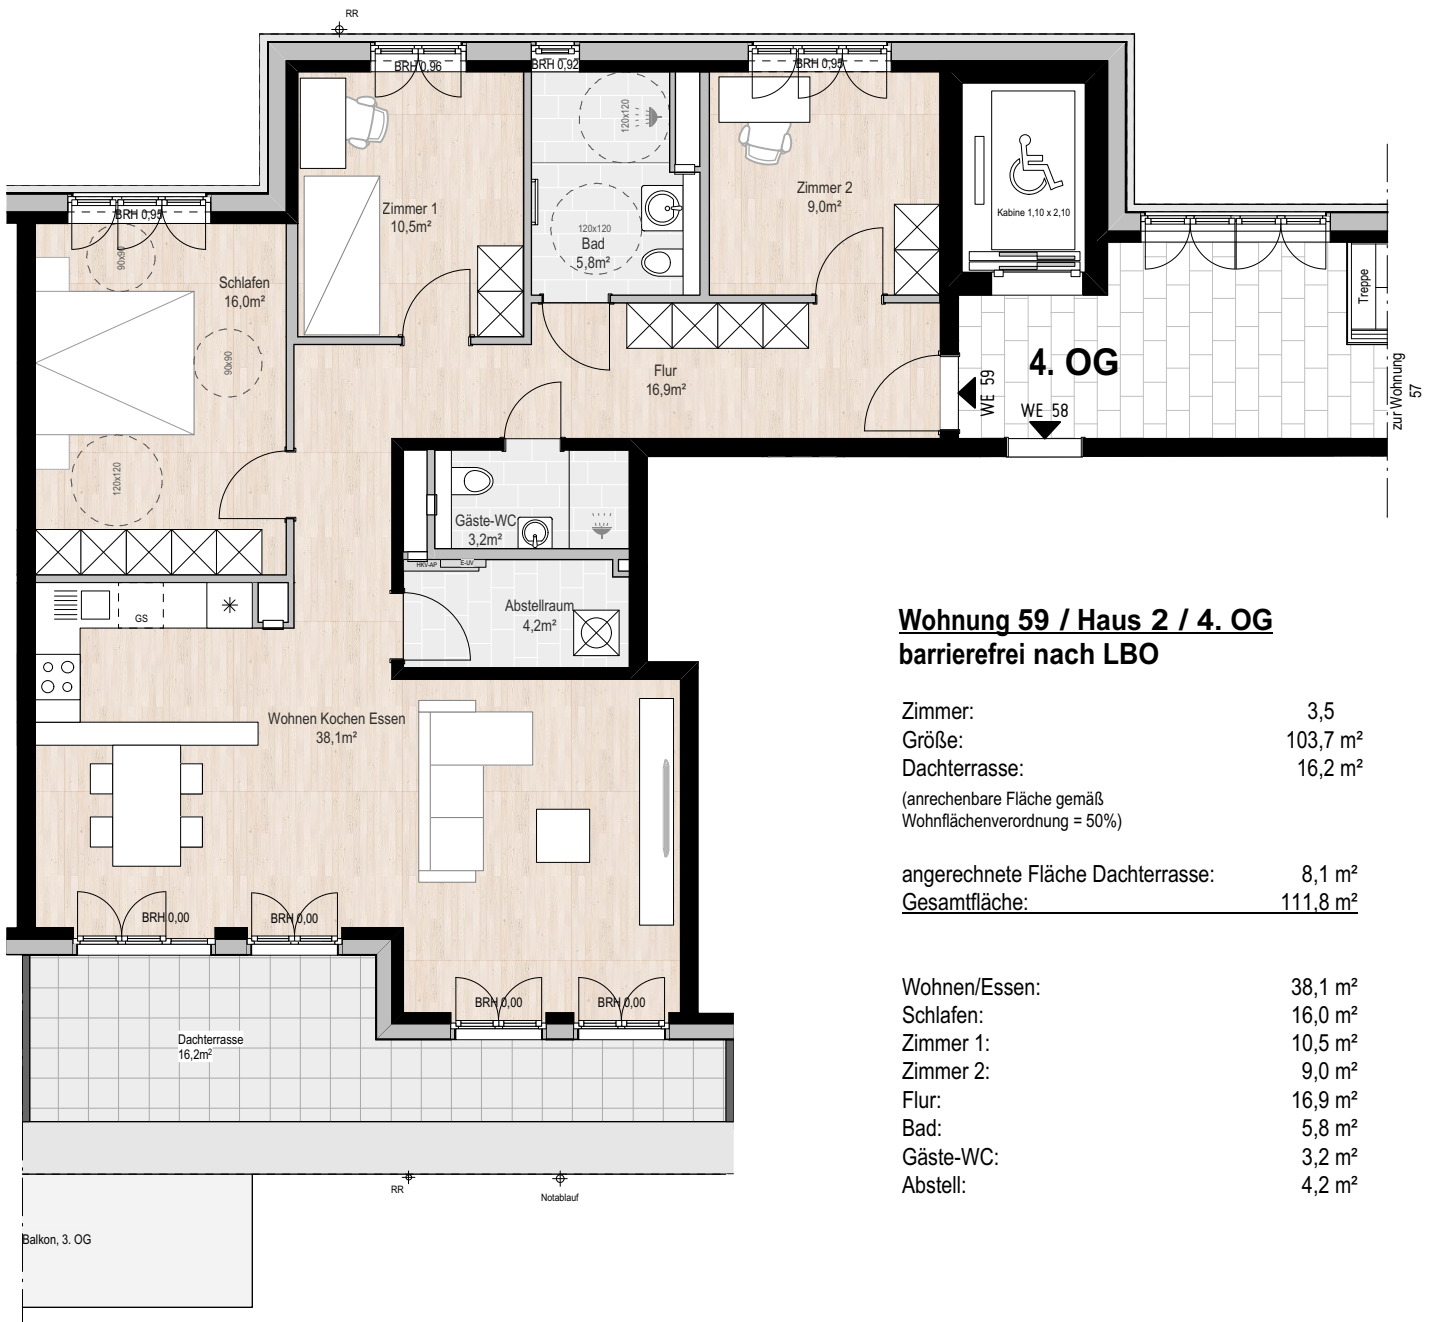 RR
BRH 0,96
BRH 0,92
BRH 0,95
120x120
Zimmer 1
10,5m²
Zimmer 2
9,0m²
Kabine 1,10 x 2,10
BRH 0,95
120x120
Bad
5,8m²
90x90
Schlafen
16,0m²
Treppe
90x90
Flur
16,9m²
4. OG
WE 59
WE 58
zur Wohnung
57
120x120
Gäste-WC
3,2m²
HKV-AP
E-UV
Abstellraum
4,2m²
GS
Wohnen Kochen Essen
38,1m²
BRH 0,00
BRH 0,00
BRH 0,00
BRH 0,00
Dachterrasse
16,2m²
RR
Notablauf
Balkon, 3. OG
Wohnung 59 / Haus 2 / 4. OG
barrierefrei nach LBO
Zimmer: 3,5
Größe: 103,7 m²
Dachterrasse: 16,2 m²
(anrechenbare Fläche gemäß
Wohnflächenverordnung = 50%)
angerechnete Fläche Dachterrasse: 8,1 m²
Gesamtfläche: 111,8 m²
Wohnen/Essen: 38,1 m²
Schlafen: 16,0 m²
Zimmer 1: 10,5 m²
Zimmer 2: 9,0 m²
Flur: 16,9 m²
Bad: 5,8 m²
Gäste-WC: 3,2 m²
Abstell: 4,2 m²